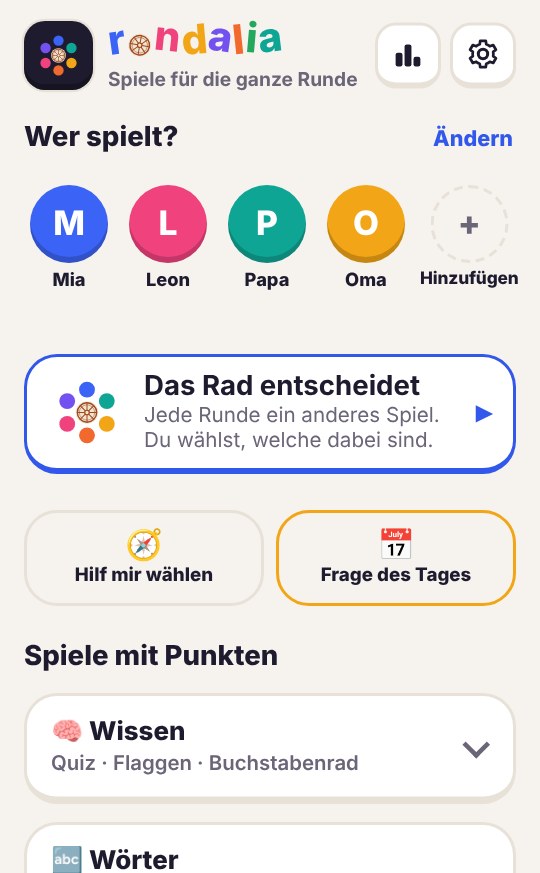 rondalia
Spiele für die ganze Runde
Wer spielt?
Ändern
M
L
P
O
+
Mia
Leon
Papa
Oma
Hinzufügen
Das Rad entscheidet
Jede Runde ein anderes Spiel.
Du wählst, welche dabei sind.
July
17
Hilf mir wählen
Frage des Tages
Spiele mit Punkten
Wissen
Quiz · Flaggen · Buchstabenrad
abc
Wörter